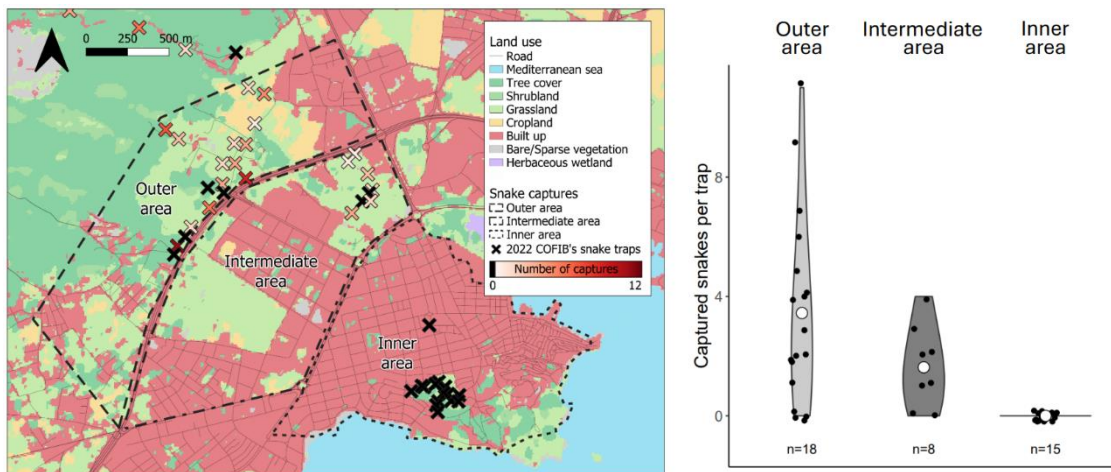 0 250 500 m
Land use
Road
Mediterranean sea
Tree cover
Shrubland
Grassland
Cropland
Built up
Bare/Sparse vegetation
Herbaceous wetland
Snake captures
Outer area
Intermediate area
Inner area
2022 COFIB's snake traps
Number of captures
0 12
Outer
area
Intermediate
area
Inner
area
Outer
area
Intermediate
area
Inner
area
Captured snakes per trap
8
4
0
n=18
n=8
n=15